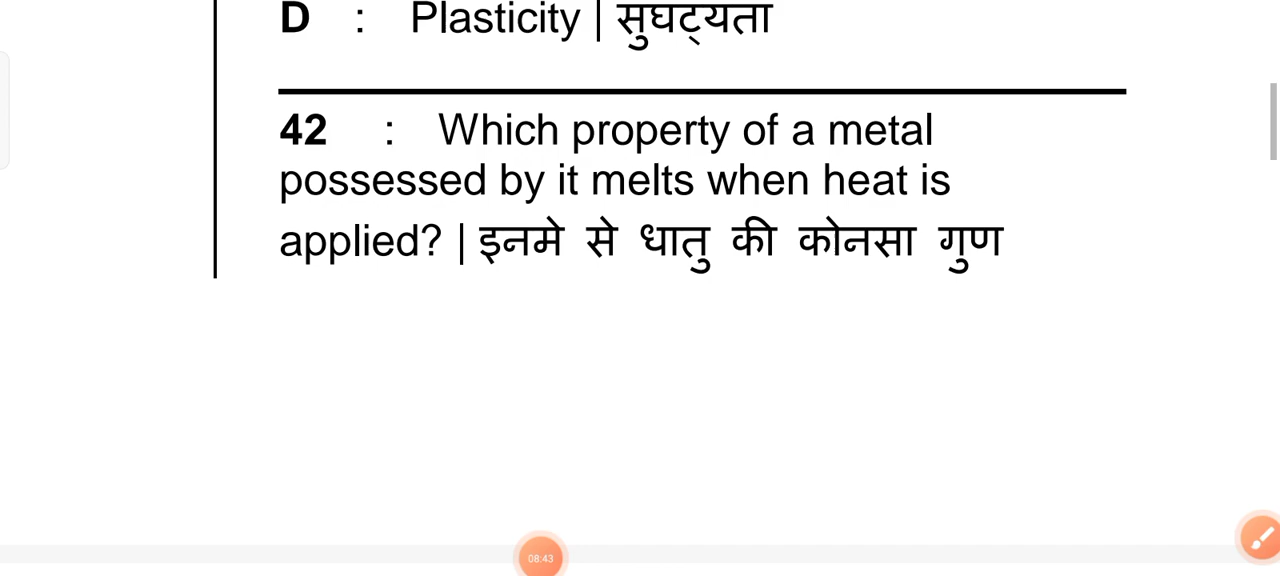 D : Plasticity | सुघट्यता
42 : Which property of a metal
possessed by it melts when heat is
applied? | इनमे से धातु की कोनसा गुण
08:43